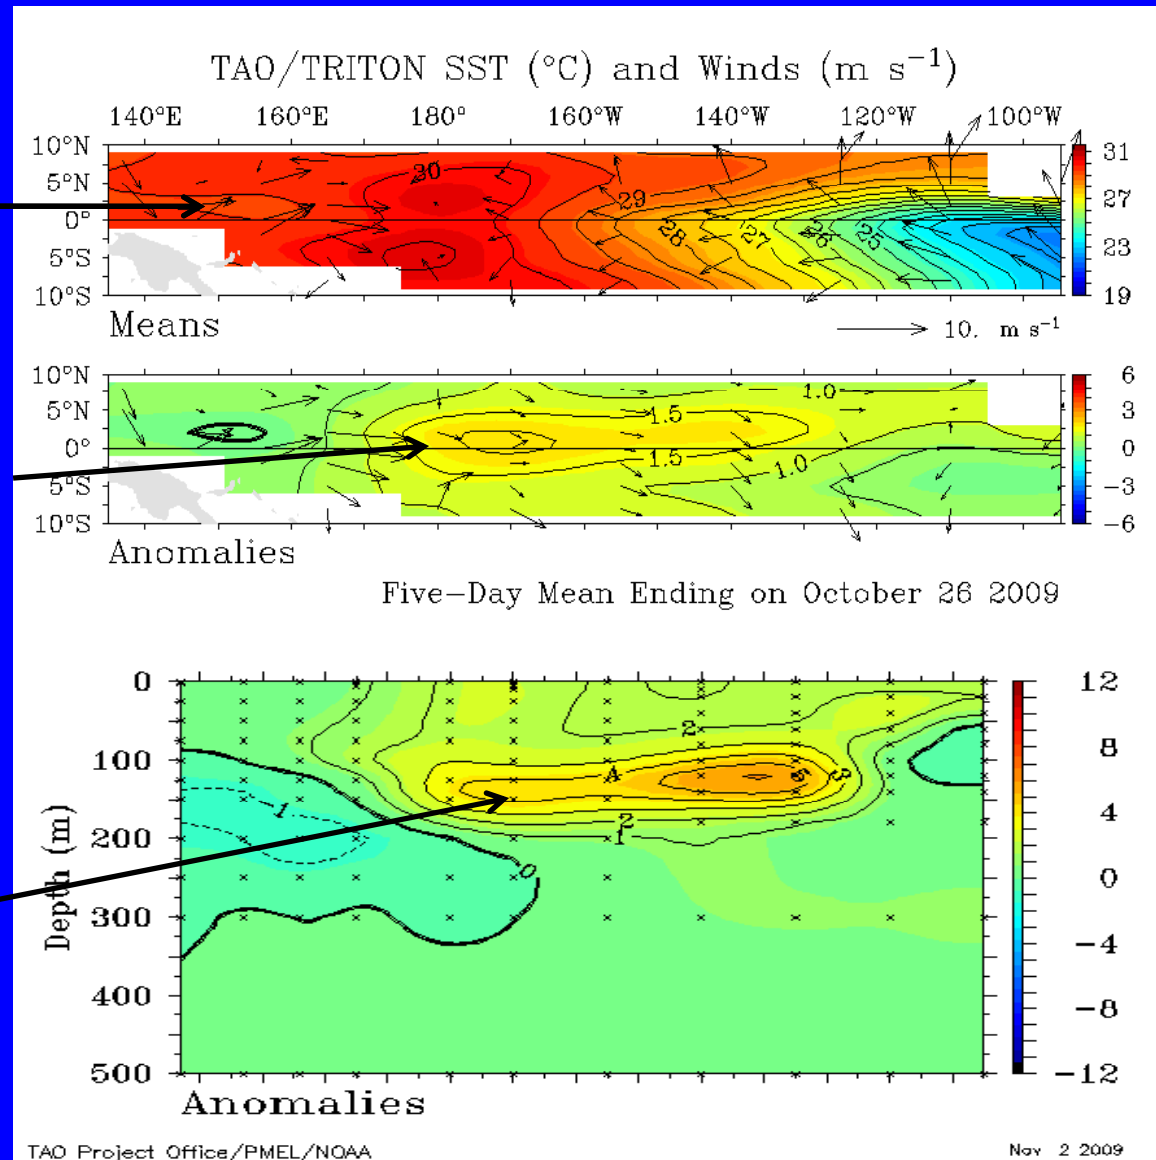 TAO/TRITON SST (°C) and Winds (m s⁻¹)
140°E 160°E 180° 160°W 140°W 120°W 100°W
10°N
5°N
0°
5°S
10°S
30
29
28
27
26
25
31
27
23
19
Means
10. m s⁻¹
10°N
5°N
0°
5°S
10°S
1.0
1.5
1.5
1.0
6
3
0
−3
−6
Anomalies
Five−Day Mean Ending on October 26 2009
0
100
200
300
400
500
Depth (m)
2
4
5
3
-1
2
1
0
12
8
4
0
−4
−8
−12
Anomalies
TAO Project Office/PMEL/NOAA
Nov 2 2009